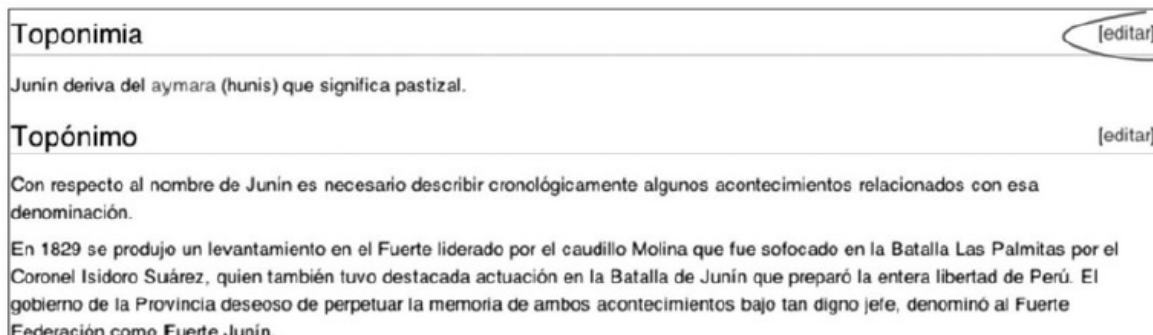 Toponimia [editar]
Junín deriva del aymara (hunis) que significa pastizal.
Topónimo [editar]
Con respecto al nombre de Junín es necesario describir cronológicamente algunos acontecimientos relacionados con esa
denominación.
En 1829 se produjo un levantamiento en el Fuerte liderado por el caudillo Molina que fue sofocado en la Batalla Las Palmitas por el
Coronel Isidoro Suárez, quien también tuvo destacada actuación en la Batalla de Junín que preparó la entera libertad de Perú. El
gobierno de la Provincia deseoso de perpetuar la memoria de ambos acontecimientos bajo tan digno jefe, denominó al Fuerte
Federación como Fuerte Junín.